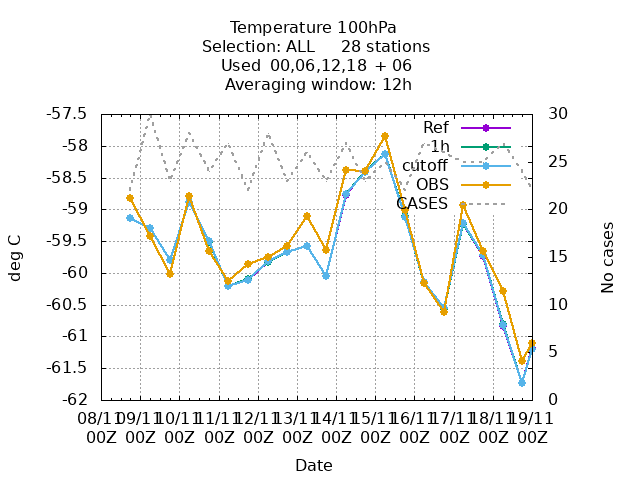 Temperature 100hPa
Selection: ALL 28 stations
Used 00,06,12,18 + 06
Averaging window: 12h
-57.5
-58
-58.5
-59
-59.5
-60
-60.5
-61
-61.5
-62
30
25
20
15
10
5
0
Ref
1h
cutoff
OBS
CASES
deg C
No cases
08/11 09/11 10/11 11/11 12/11 13/11 14/11 15/11 16/11 17/11 18/11 19/11
00Z 00Z 00Z 00Z 00Z 00Z 00Z 00Z 00Z 00Z 00Z 00Z
Date